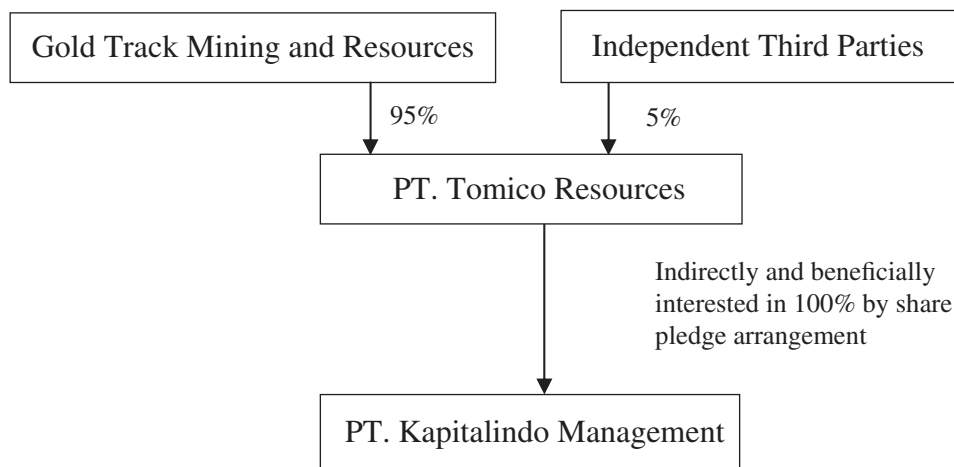 Gold Track Mining and Resources
Independent Third Parties
95%
5%
PT. Tomico Resources
Indirectly and beneficially
interested in 100% by share
pledge arrangement
PT. Kapitalindo Management